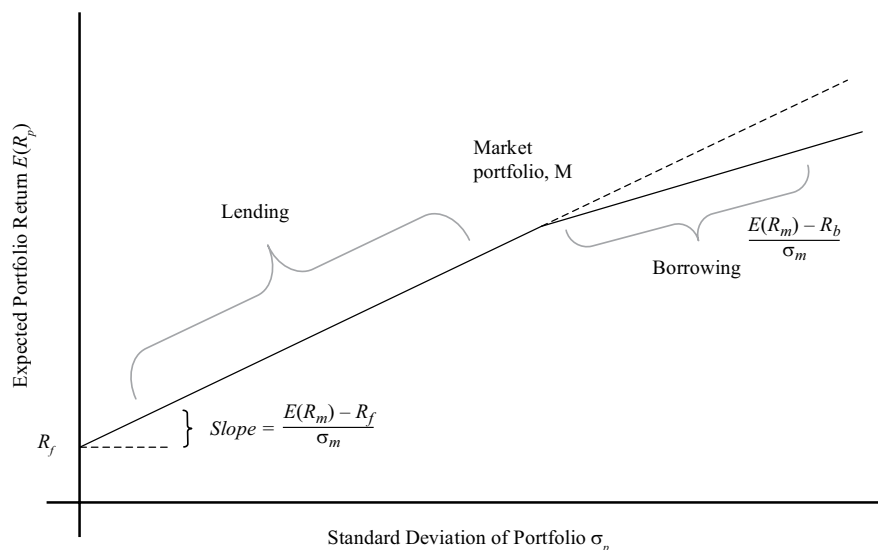 Expected Portfolio Return E(R_p)
Market
portfolio, M
Lending
E(R_m) – R_b
σ_m
Borrowing
Slope = E(R_m) – R_f
σ_m
R_f
Standard Deviation of Portfolio σ_p